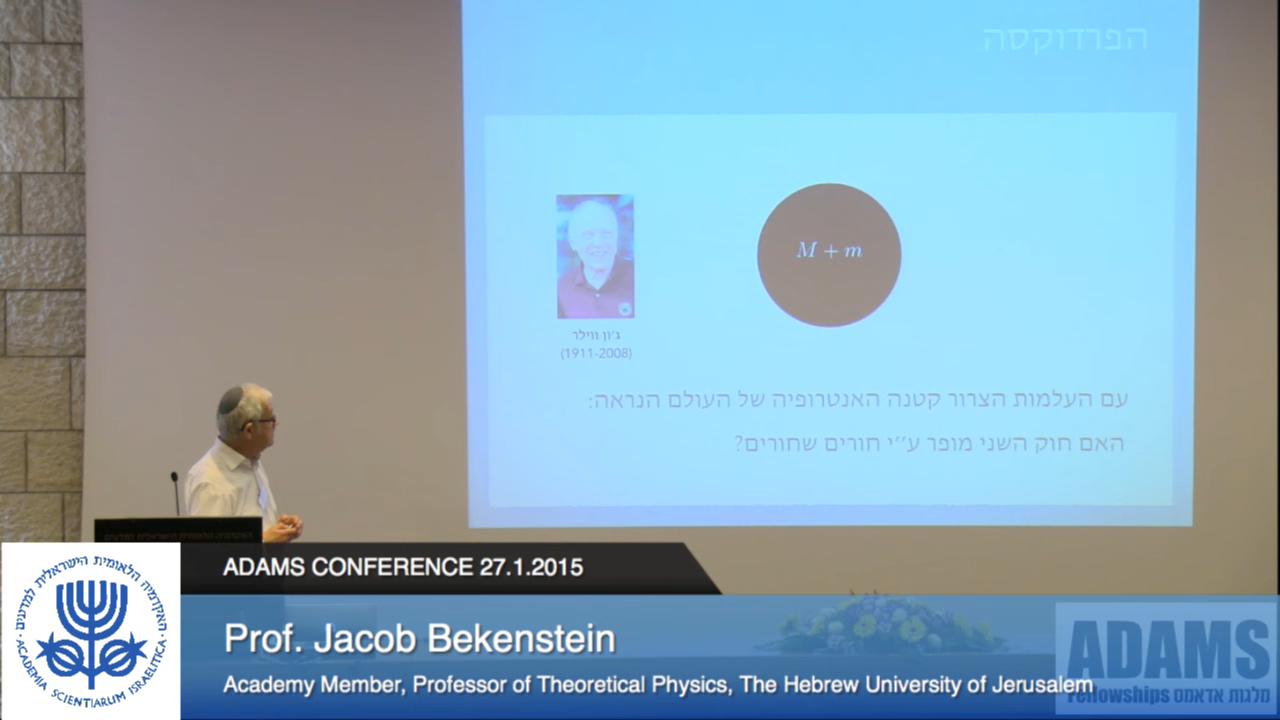 הפרדוקסה
M + m
ג'ון ווילר
(1911-2008)
עם העלמות הצרור קטנה האנטרופיה של העולם הנראה:
האם חוק השני מופר ע''י חורים שחורים?
ADAMS CONFERENCE 27.1.2015
Prof. Jacob Bekenstein
Academy Member, Professor of Theoretical Physics, The Hebrew University of Jerusalem
האקדמיה הלאומית הישראלית למדעים
ACADEMIA SCIENTIARUM ISRAELITICA
ADAMS
Fellowships מלגות אדאמס